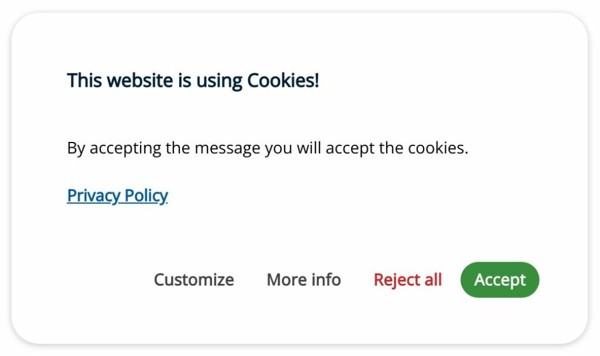 This website is using Cookies!
By accepting the message you will accept the cookies.
Privacy Policy
Customize More info Reject all Accept